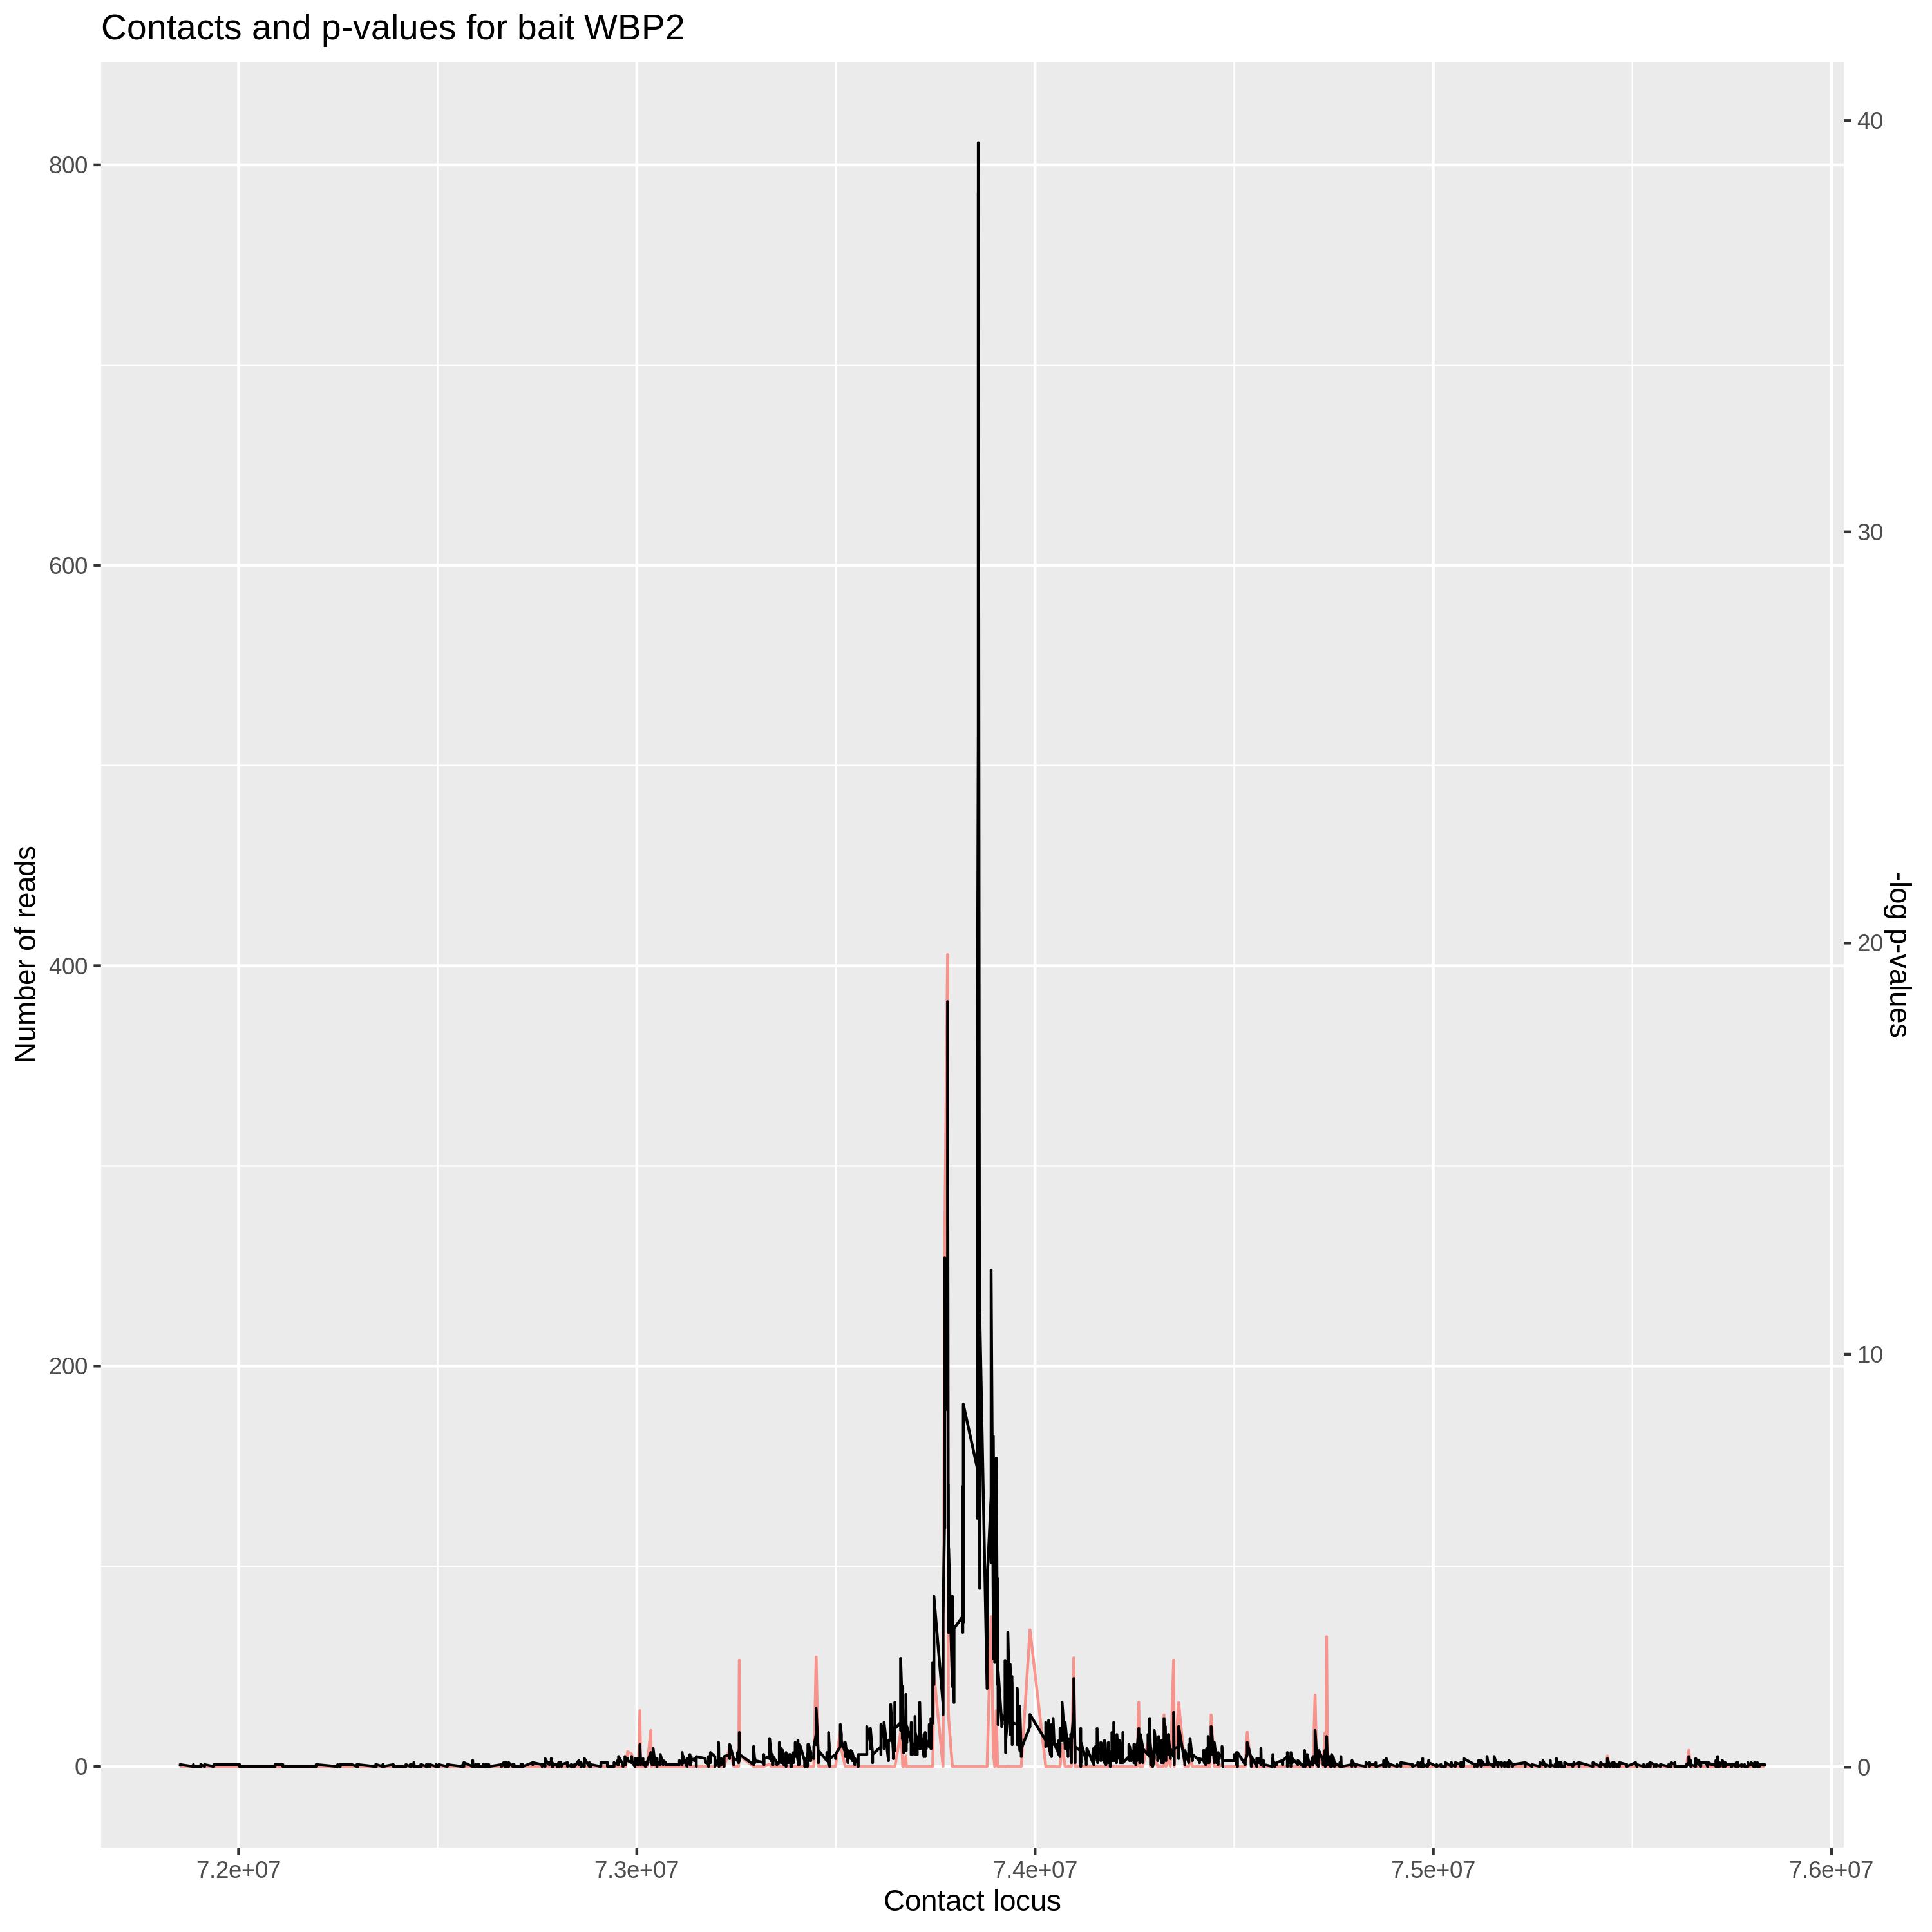 Contacts and p-values for bait WBP2
800
600
400
200
0
Number of reads
40
30
20
10
0
-log p-values
7.2e+07
7.3e+07
7.4e+07
7.5e+07
7.6e+07
Contact locus